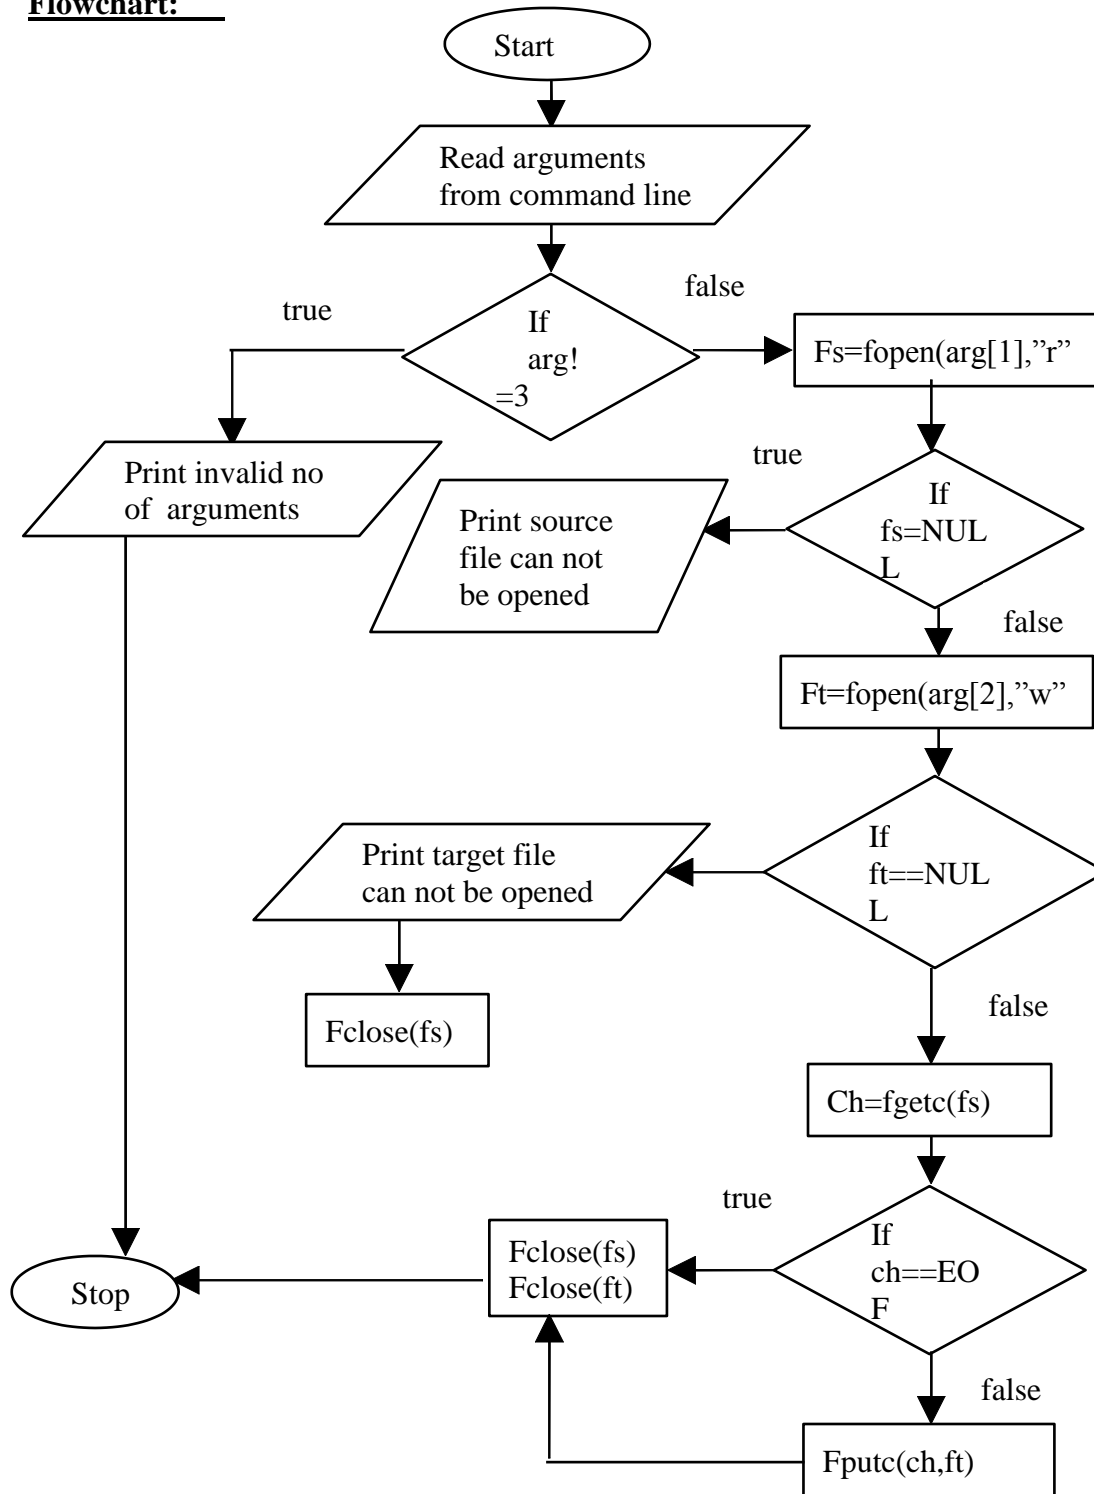 Flowchart:
Start
Read arguments
from command line
false
true
If
arg!
=3
Fs=fopen(arg[1],”r”
true
Print invalid no
of arguments
If
fs=NUL
L
Print source
file can not
be opened
false
Ft=fopen(arg[2],”w”
If
ft==NUL
L
Print target file
can not be opened
false
Fclose(fs)
Ch=fgetc(fs)
true
If
ch==EO
F
Fclose(fs)
Fclose(ft)
Stop
false
Fputc(ch,ft)